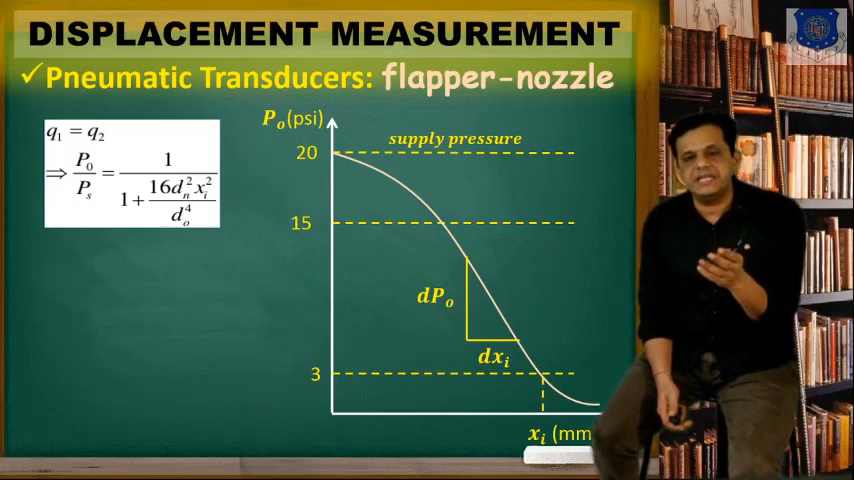 DISPLACEMENT MEASUREMENT
✓Pneumatic Transducers: flapper-nozzle
q₁ = q₂
⇒ P₀/Pₛ = 1/(1 + 16dₙ²xᵢ²/dₒ⁴)
Pₒ(psi)
supply pressure
20
15
dPₒ
dxᵢ
3
xᵢ (mm